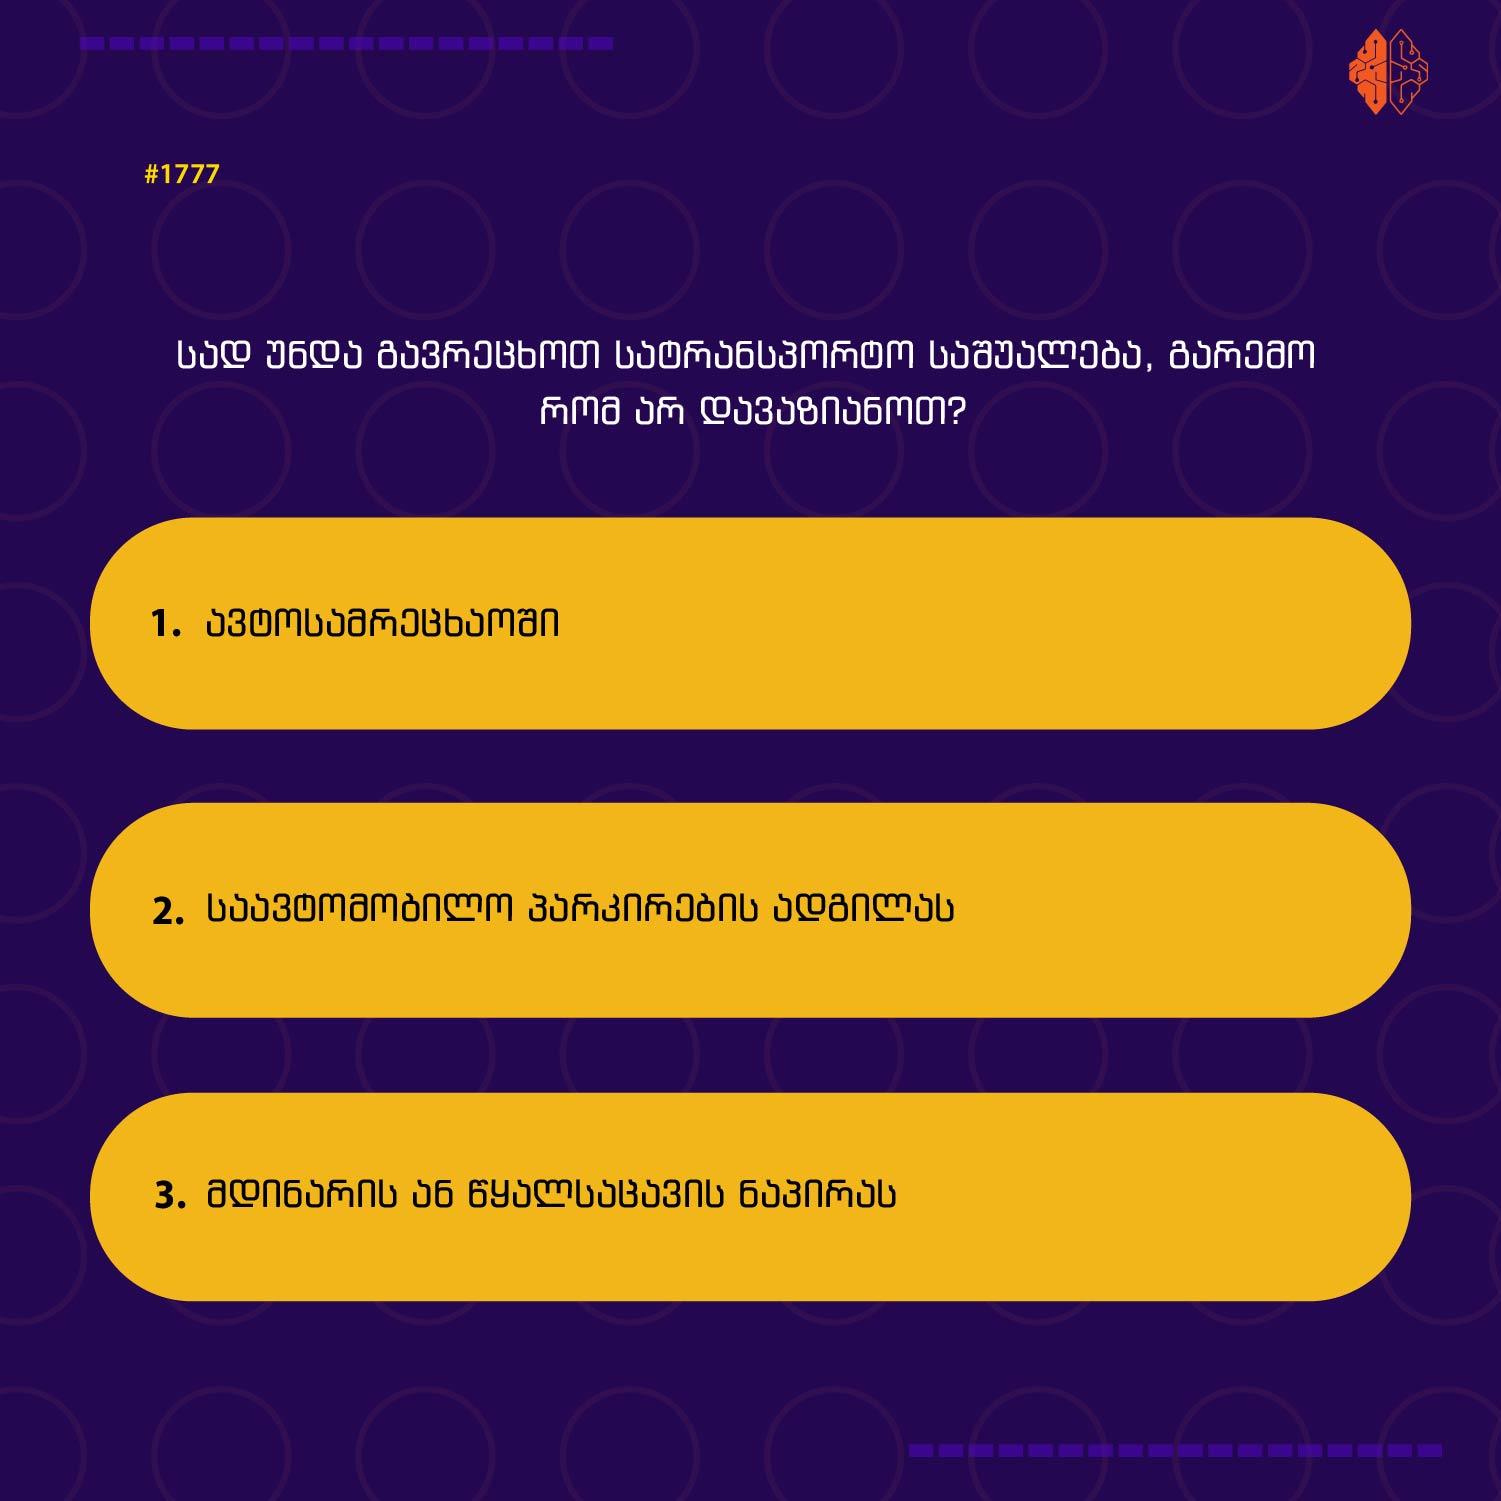 #1777
სად უნდა გავრეცხოთ სატრანსპორტო საშუალება, გარემო
რომ არ დავაზიანოთ?
1. ავტოსამრეცხაოში
2. საავტომობილო პარკირების ადგილას
3. მდინარის ან წყალსაცავის ნაპირას